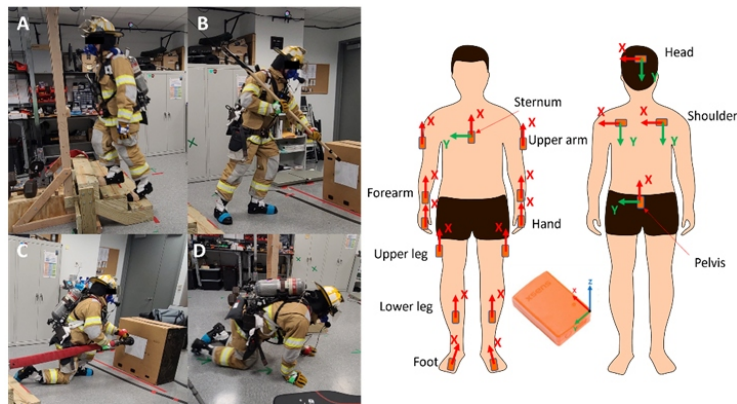 A
B
C
D
Head
X
Y
Sternum
X
Y
Shoulder
X
X
Y
Y
X
X
Upper arm
Forearm
X
X
X
X
Hand
X
Y
Upper leg
X
X
Pelvis
Lower leg
X
X
Foot
X
X
x
z